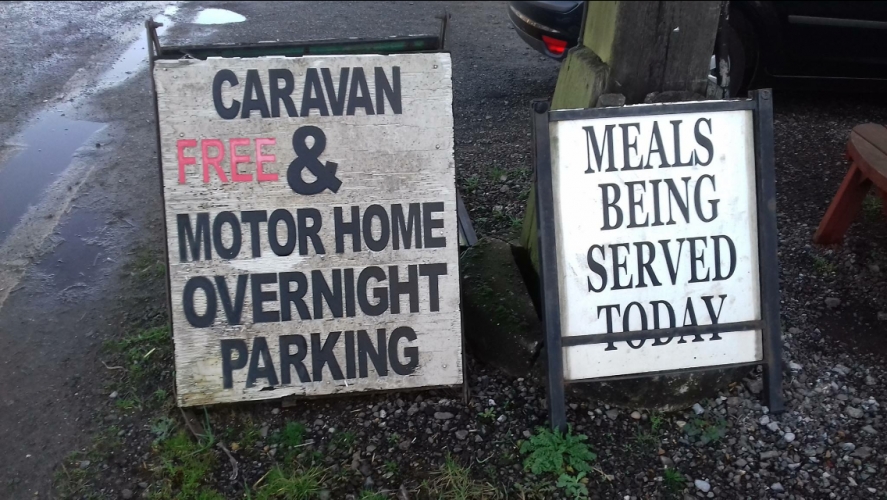 CARAVAN
FREE &
MOTOR HOME
OVERNIGHT
PARKING
MEALS
BEING
SERVED
TODAY